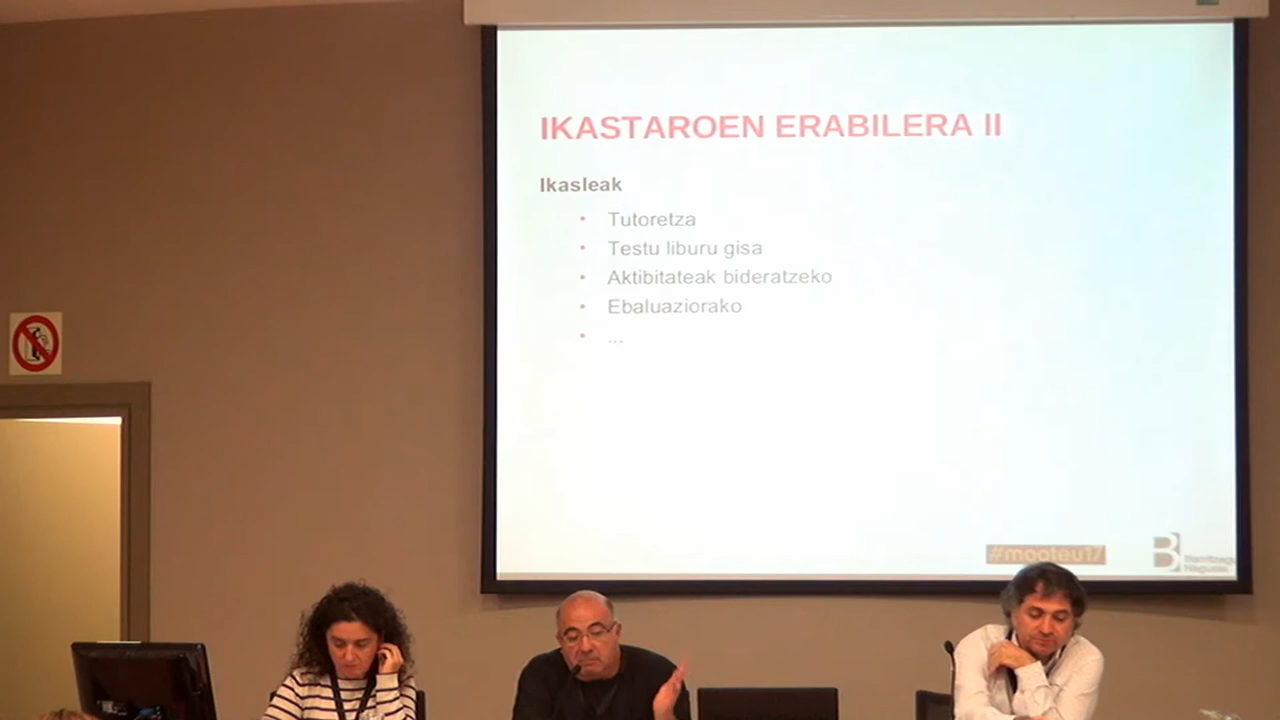 IKASTAROEN ERABILERA II
Ikasleak
• Tutoretza
• Testu liburu gisa
• Aktibitateak bideratzeko
• Ebaluaziorako
• ...
#mooteu17
B